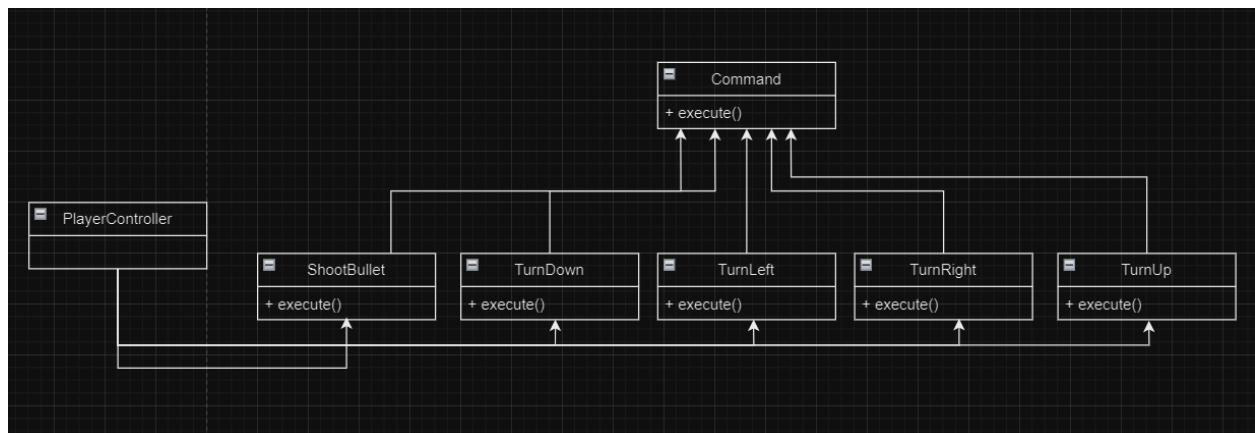 Command
+ execute()
PlayerController
ShootBullet
+ execute()
TurnDown
+ execute()
TurnLeft
+ execute()
TurnRight
+ execute()
TurnUp
+ execute()